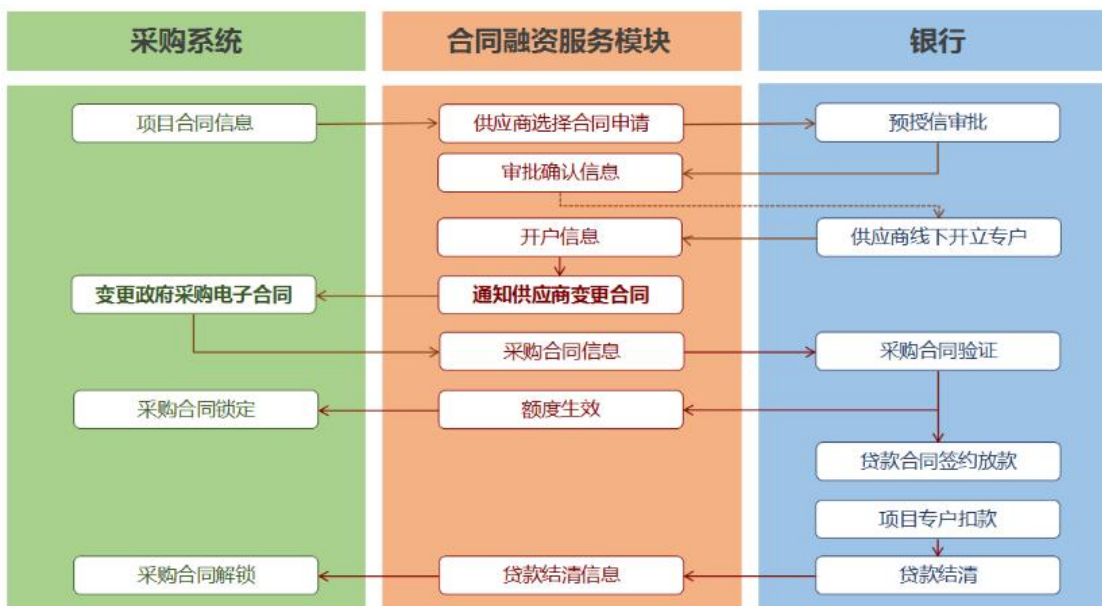 采购系统
合同融资服务模块
银行
项目合同信息
供应商选择合同申请
预授信审批
审批确认信息
开户信息
供应商线下开立专户
变更政府采购电子合同
通知供应商变更合同
采购合同信息
采购合同验证
采购合同锁定
额度生效
贷款合同签约放款
项目专户扣款
采购合同解锁
贷款结清信息
贷款结清